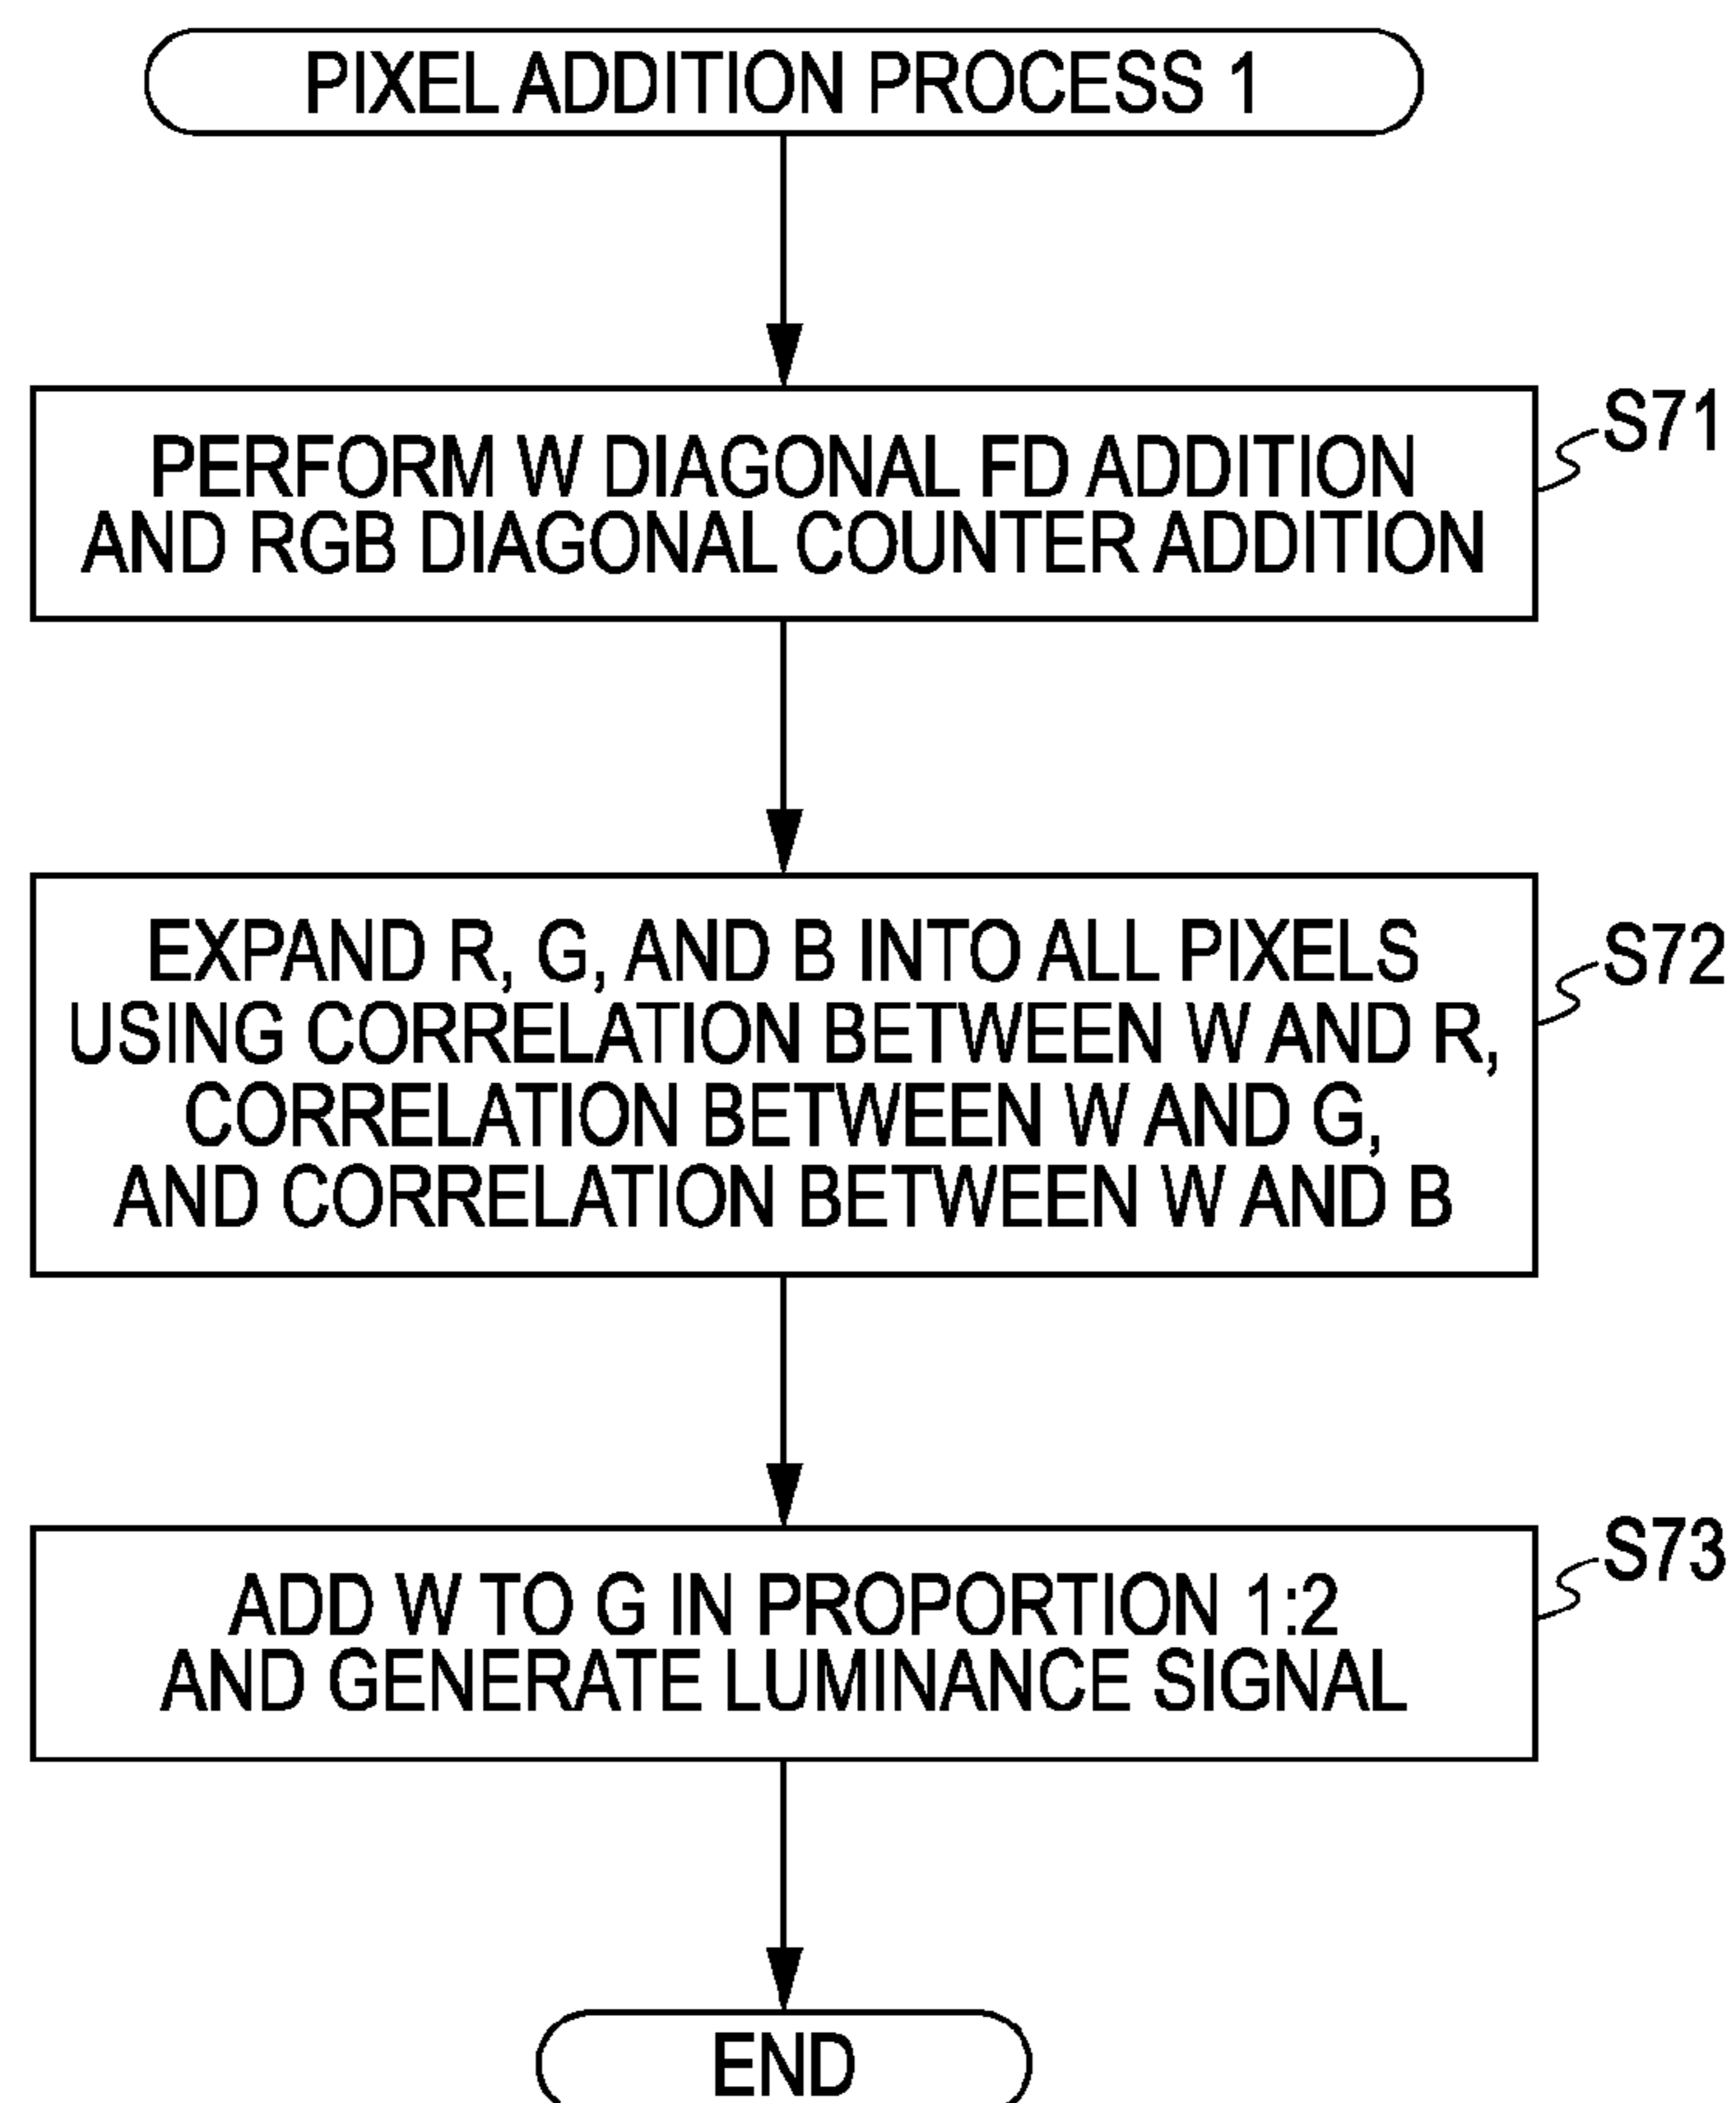 PIXEL ADDITION PROCESS 1
PERFORM W DIAGONAL FD ADDITION
AND RGB DIAGONAL COUNTER ADDITION
S71
EXPAND R, G, AND B INTO ALL PIXELS
USING CORRELATION BETWEEN W AND R,
CORRELATION BETWEEN W AND G,
AND CORRELATION BETWEEN W AND B
S72
ADD W TO G IN PROPORTION 1:2
AND GENERATE LUMINANCE SIGNAL
S73
END